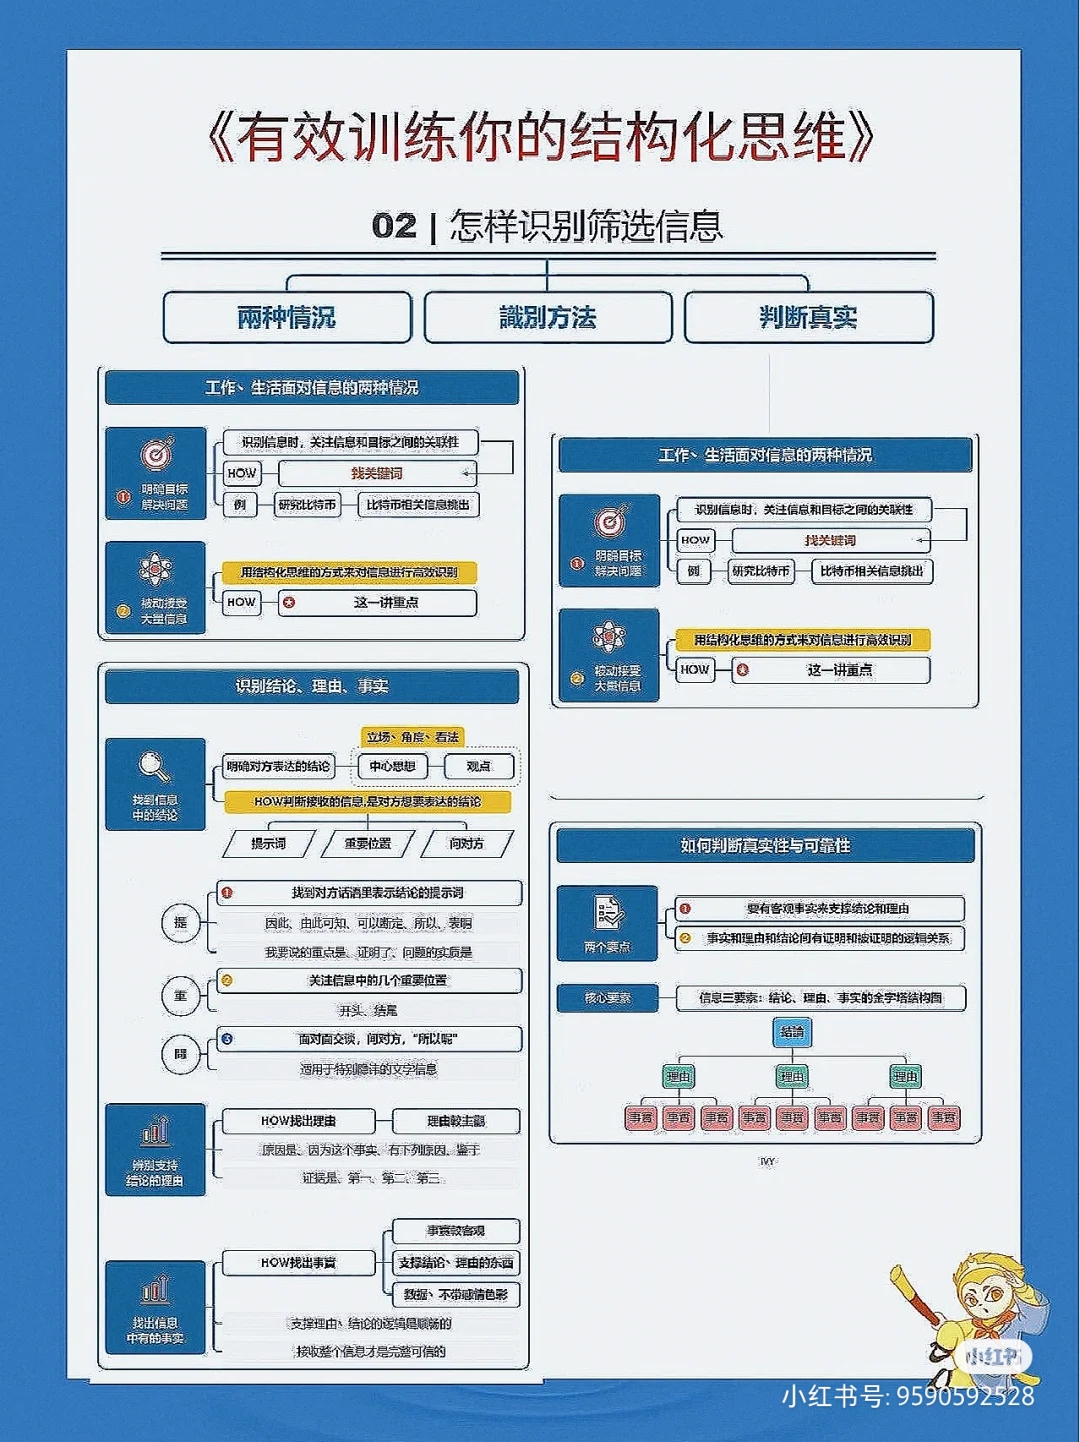 《有效训练你的结构化思维》
02 | 怎样识别筛选信息
兩种情况
識别方法
判断真实
工作、生活面对信息的两种情况
① 明确目标
解决问题
识别信息时，关注信息和目标之间的关联性
HOW
找关键词
例
研究比特币
比特币相关信息挑出
② 被动接受
大量信息
用结构化思维的方式来对信息进行高效识别
HOW
这一讲重点
识别结论、理由、事实
找到信息
中的结论
立场、角度、看法
明确对方表达的结论
中心思想
观点
HOW判断接收的信息,是对方想要表达的结论
提示词
重要位置
问对方
提
① 找到对方话语里表示结论的提示词
因此、由此可知、可以断定、所以、表明
我要说的重点是、证明了、问题的实质是
重
② 关注信息中的几个重要位置
开头、结尾
問
③ 面对面交谈，问对方，"所以呢"
适用于特别隐讳的文字信息
辨别支持
结论的理由
HOW找出理由
理由较主觀
原因是、因为这个事实、有下列原因、鉴于
证据是、第一、第二、第三
找出信息
中有的事实
HOW找出事實
事實较客观
支撑结论、理由的东西
数据、不带感情色彩
支撑理由、结论的逻辑是顺畅的
接收整个信息才是完整可信的
工作、生活面对信息的两种情况
① 明确目标
解决问题
识别信息时，关注信息和目标之间的关联性
HOW
找关键词
例
研究比特币
比特币相关信息挑出
② 被动接受
大量信息
用结构化思维的方式来对信息进行高效识别
HOW
这一讲重点
如何判断真实性与可靠性
两个要点
① 要有客观事实来支撑结论和理由
② 事实和理由和结论间有证明和被证明的逻辑关系
核心要素
信息三要素：结论、理由、事实的金字塔结构图
結論
理由 理由 理由
事實 事實 事實 事實 事實 事實 事實 事實 事實
IVY
小红书
小红书号: 9590592528